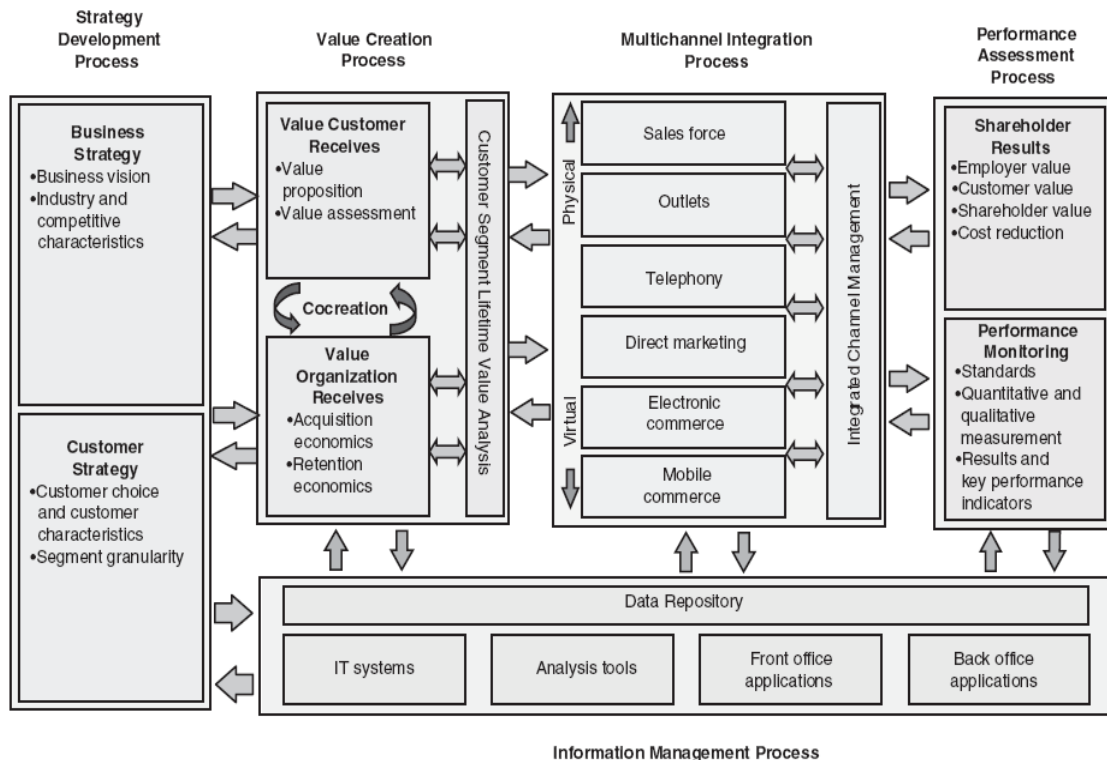 Strategy
Development
Process
Value Creation
Process
Multichannel Integration
Process
Performance
Assessment
Process
Business
Strategy
•Business vision
•Industry and
competitive
characteristics
Customer
Strategy
•Customer choice
and customer
characteristics
•Segment granularity
Value Customer
Receives
•Value
proposition
•Value assessment
Cocreation
Value
Organization
Receives
•Acquisition
economics
•Retention
economics
Customer Segment Lifetime Value Analysis
Physical
Virtual
Sales force
Outlets
Telephony
Direct marketing
Electronic
commerce
Mobile
commerce
Integrated Channel Management
Shareholder
Results
•Employer value
•Customer value
•Shareholder value
•Cost reduction
Performance
Monitoring
•Standards
•Quantitative and
qualitative
measurement
•Results and
key performance
indicators
Data Repository
IT systems
Analysis tools
Front office
applications
Back office
applications
Information Management Process